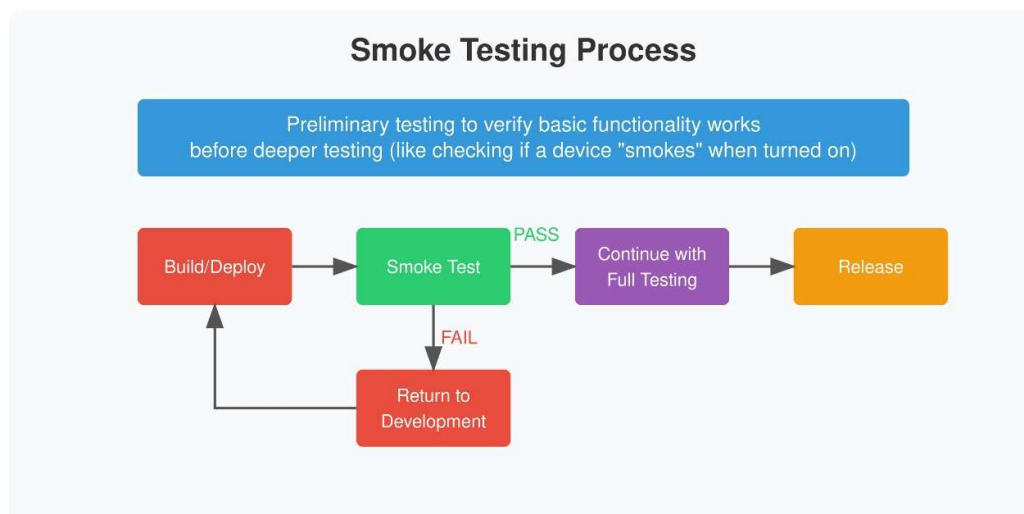 Smoke Testing Process
Preliminary testing to verify basic functionality works
before deeper testing (like checking if a device "smokes" when turned on)
Build/Deploy
Smoke Test
PASS
Continue with
Full Testing
Release
FAIL
Return to
Development